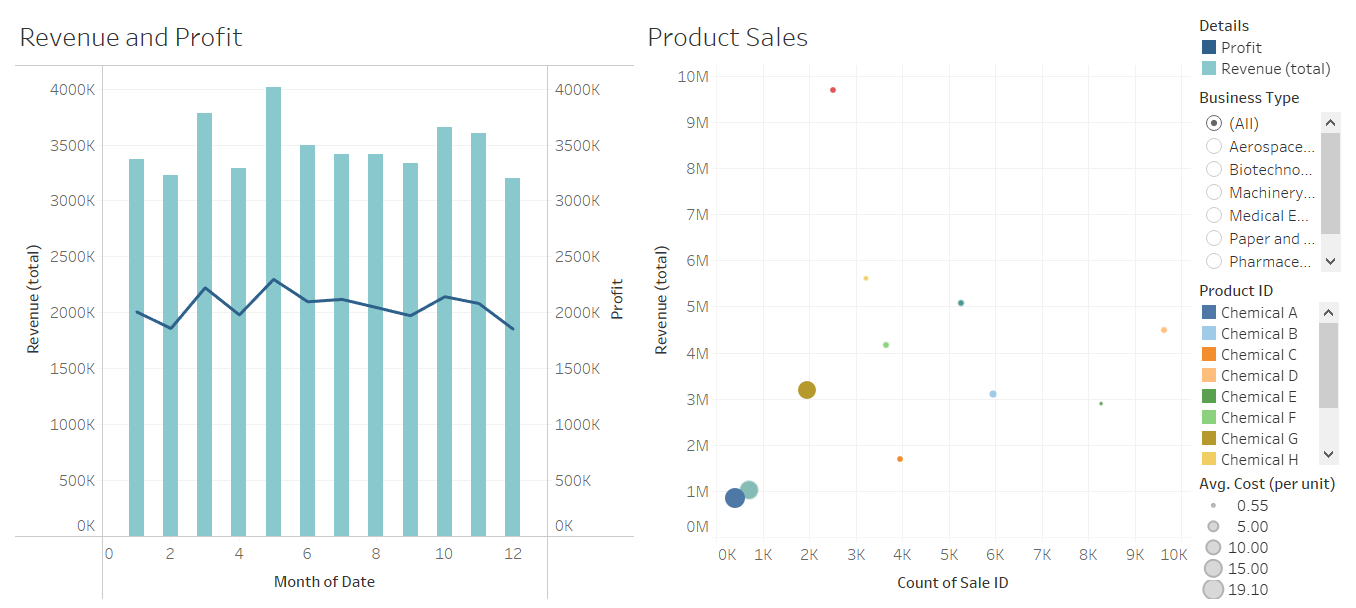 Revenue and Profit
4000K
3500K
3000K
2500K
2000K
1500K
1000K
500K
0K
Revenue (total)
4000K
3500K
3000K
2500K
2000K
1500K
1000K
500K
0K
Profit
0 2 4 6 8 10 12
Month of Date
Product Sales
10M
9M
8M
7M
6M
5M
4M
3M
2M
1M
0M
Revenue (total)
0K 1K 2K 3K 4K 5K 6K 7K 8K 9K 10K
Count of Sale ID
Details
Profit
Revenue (total)
Business Type
(All)
Aerospace...
Biotechno...
Machinery...
Medical E...
Paper and ...
Pharmace...
Product ID
Chemical A
Chemical B
Chemical C
Chemical D
Chemical E
Chemical F
Chemical G
Chemical H
Avg. Cost (per unit)
0.55
5.00
10.00
15.00
19.10